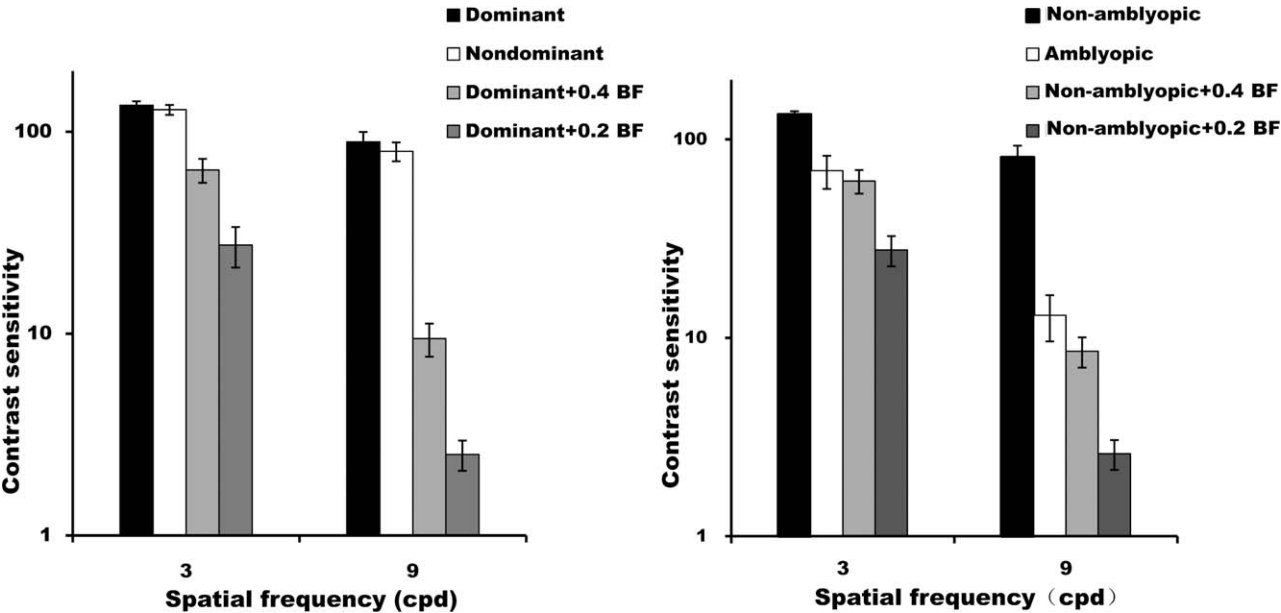 Dominant
Nondominant
Dominant+0.4 BF
Dominant+0.2 BF
Contrast sensitivity
100
10
1
3
9
Spatial frequency (cpd)
Non-amblyopic
Amblyopic
Non-amblyopic+0.4 BF
Non-amblyopic+0.2 BF
Contrast sensitivity
100
10
1
3
9
Spatial frequency（cpd）